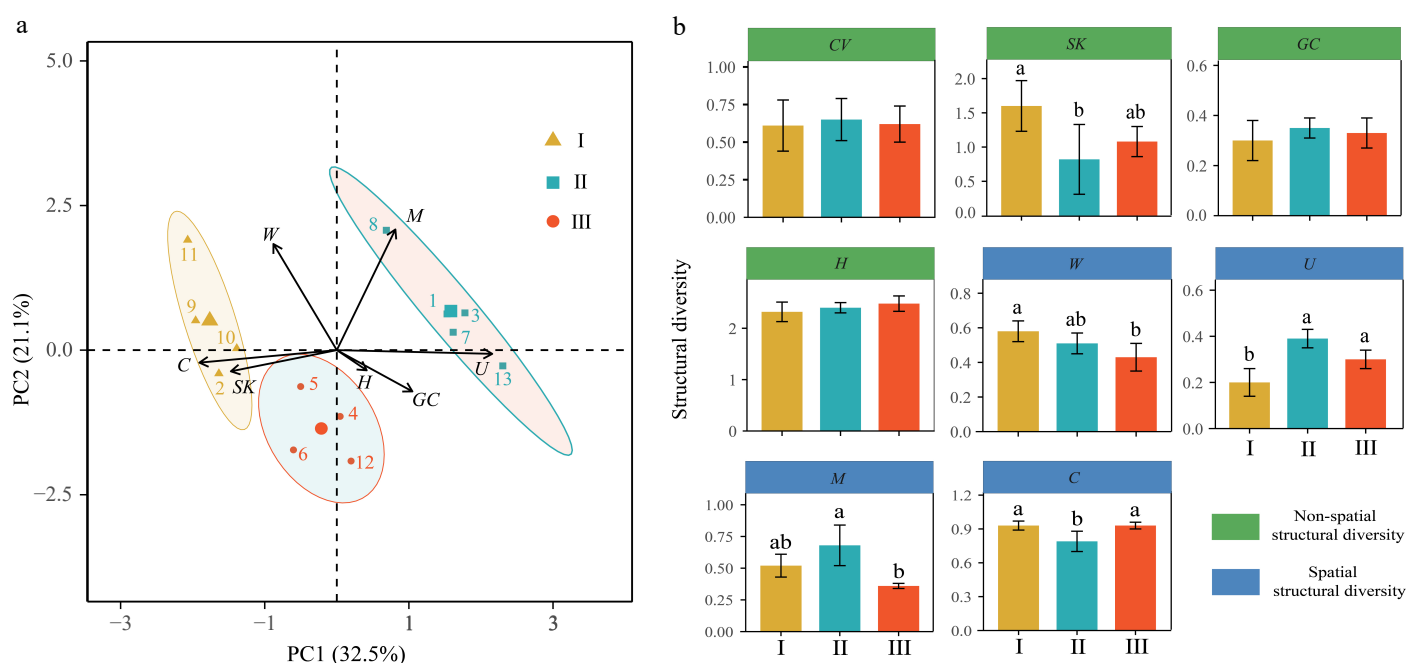 a
5.0
2.5
0.0
−2.5
PC2 (21.1%)
−3
−1
1
3
PC1 (32.5%)
I
II
III
11
9
10
2
8
1
3
7
13
5
4
6
12
W
M
C
SK
H
GC
U
b
Structural diversity
CV
1.00
0.75
0.50
0.25
0.00
SK
2.0
1.5
1.0
0.5
0.0
a
b
ab
GC
0.6
0.4
0.2
0.0
H
2
1
0
W
0.8
0.6
0.4
0.2
0.0
a
ab
b
U
0.6
0.4
0.2
0.0
b
a
a
I
II
III
M
1.00
0.75
0.50
0.25
0.00
ab
a
b
I
II
III
C
1.2
0.9
0.6
0.3
0.0
a
b
a
I
II
III
Non-spatial
structural diversity
Spatial
structural diversity